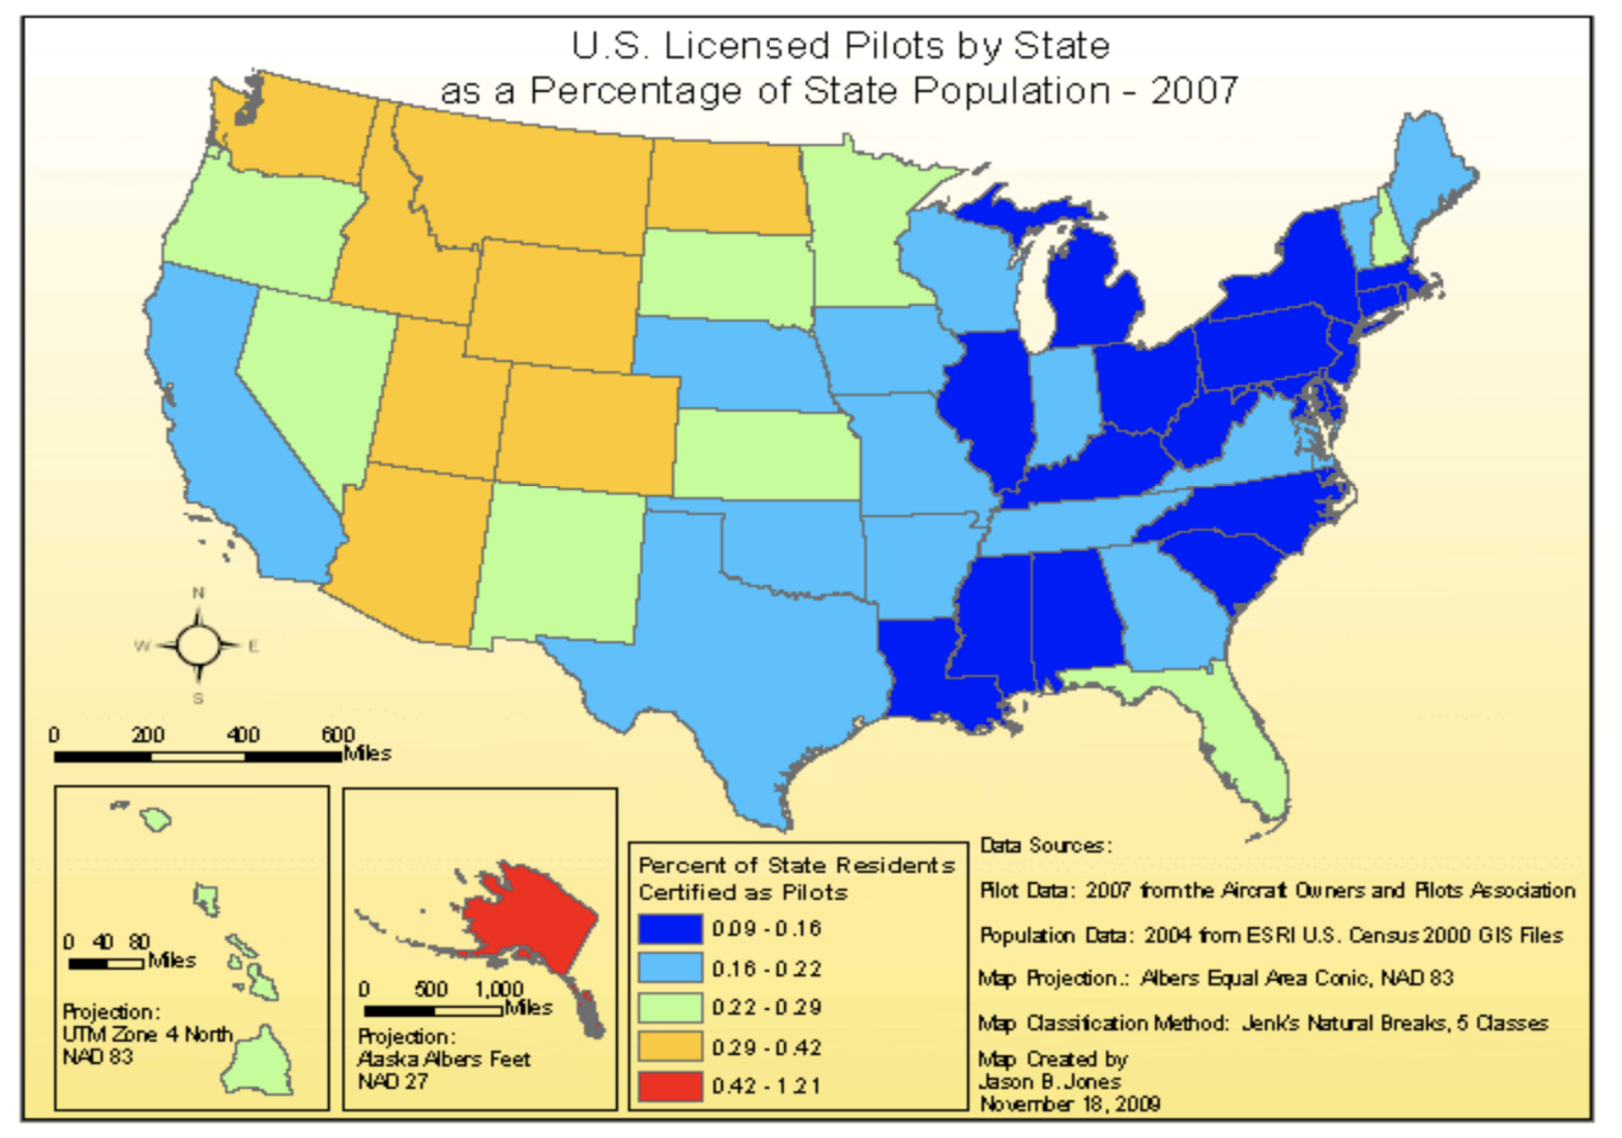 U.S. Licensed Pilots by State
as a Percentage of State Population - 2007
N
W E
S
0 200 400 600
Miles
0 40 80
Miles
Projection:
UTM Zone 4 North
NAD 83
0 500 1,000
Miles
Projection:
Alaska Albers Feet
NAD 27
Percent of State Residents
Certified as Pilots
0.09 - 0.16
0.16 - 0.22
0.22 - 0.29
0.29 - 0.42
0.42 - 1.21
Data Sources:
Pilot Data: 2007 from the Aircraft Owners and Pilots Association
Population Data: 2004 from ESRI U.S. Census 2000 GIS Files
Map Projection.: Albers Equal Area Conic, NAD 83
Map Classification Method: Jenk's Natural Breaks, 5 Classes
Map Created by
Jason B. Jones
November 18, 2009